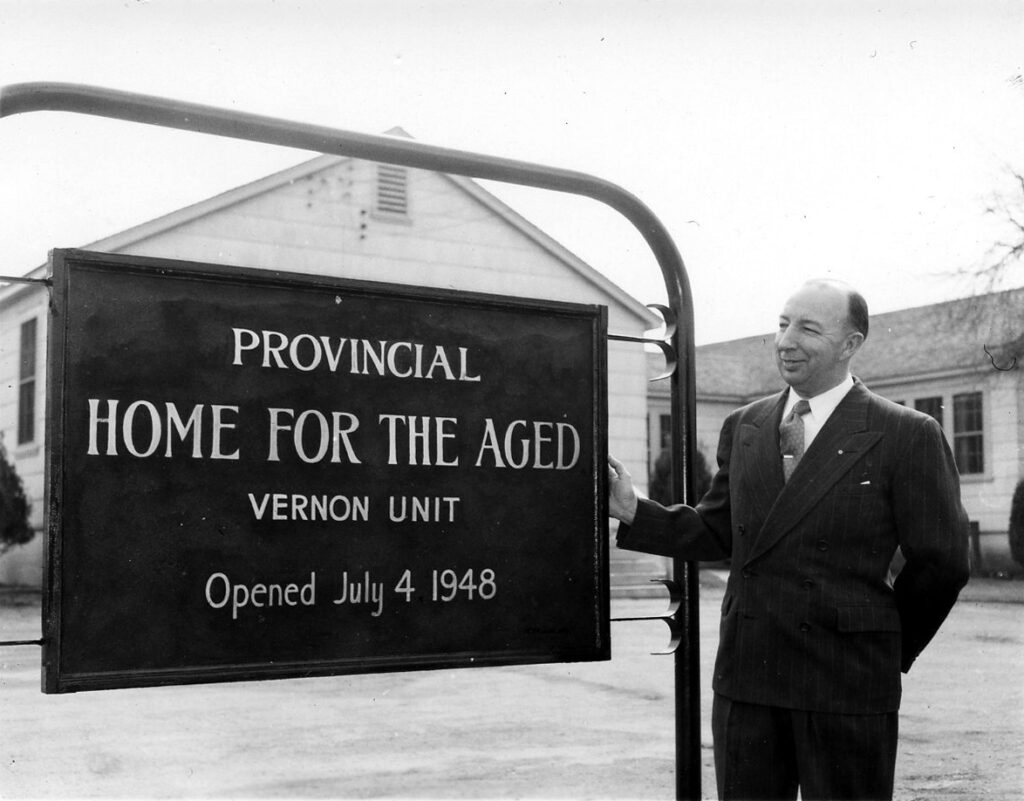 PROVINCIAL
HOME FOR THE AGED
VERNON UNIT
Opened July 4 1948